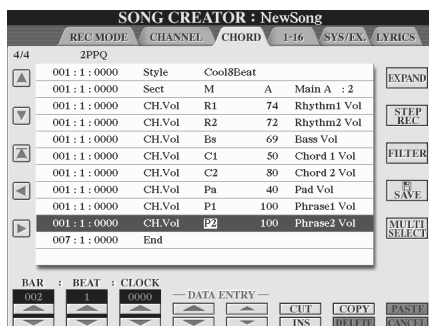 SONG CREATOR : NewSong
REC MODE CHANNEL CHORD 1-16 SYS/EX. LYRICS
4/4 2PPQ
001 : 1 : 0000 Style Cool8Beat
EXPAND
001 : 1 : 0000 Sect M A Main A : 2
001 : 1 : 0000 CH.Vol R1 74 Rhythm1 Vol
STEP REC
001 : 1 : 0000 CH.Vol R2 72 Rhythm2 Vol
001 : 1 : 0000 CH.Vol Bs 69 Bass Vol
001 : 1 : 0000 CH.Vol C1 50 Chord 1 Vol
FILTER
001 : 1 : 0000 CH.Vol C2 80 Chord 2 Vol
001 : 1 : 0000 CH.Vol Pa 40 Pad Vol
SAVE
001 : 1 : 0000 CH.Vol P1 100 Phrase1 Vol
001 : 1 : 0000 CH.Vol P2 100 Phrase2 Vol
MULTI SELECT
007 : 1 : 0000 End
BAR : BEAT : CLOCK
002 1 0000 DATA ENTRY
CUT COPY PASTE
INS DELETE CANCEL